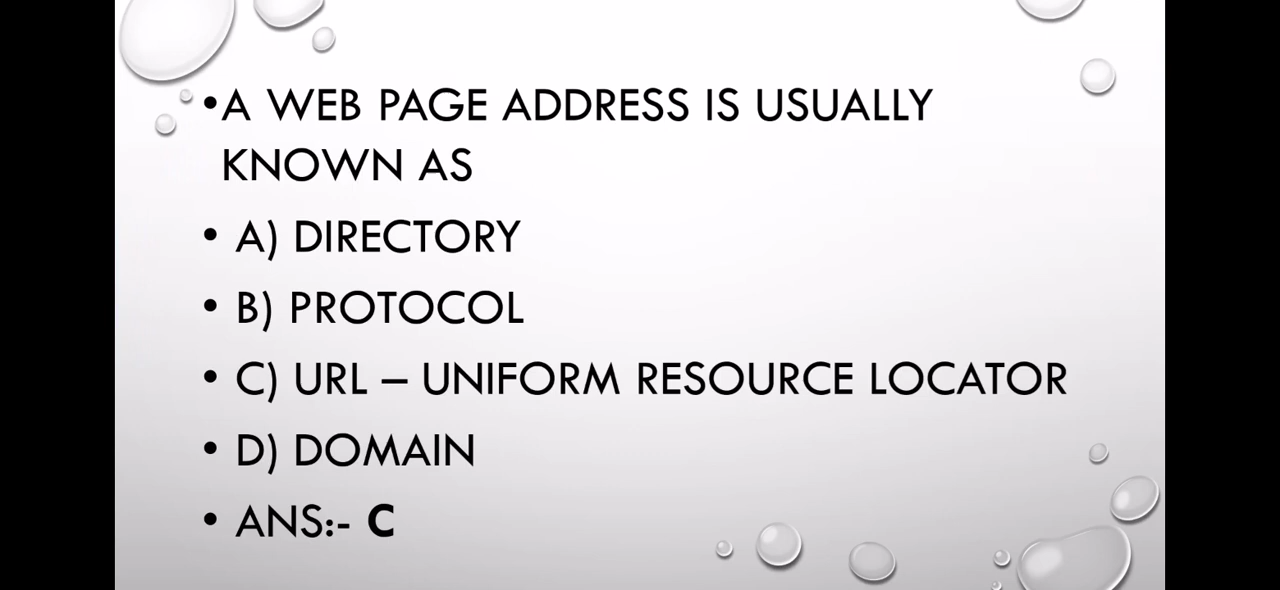 •A WEB PAGE ADDRESS IS USUALLY
KNOWN AS
• A) DIRECTORY
• B) PROTOCOL
• C) URL – UNIFORM RESOURCE LOCATOR
• D) DOMAIN
• ANS:- C